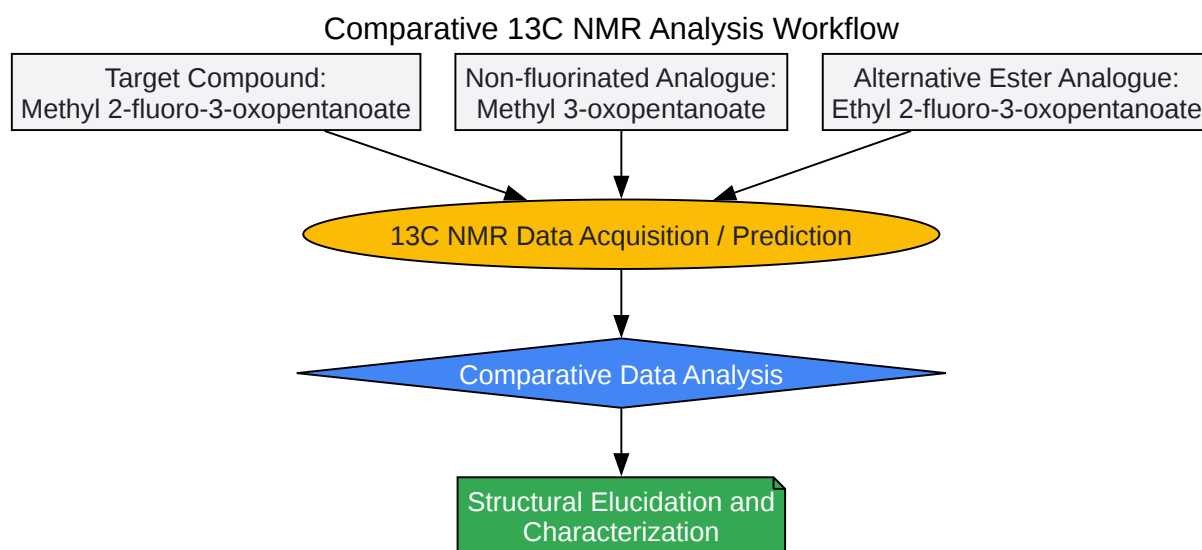 Comparative 13C NMR Analysis Workflow
Target Compound:
Methyl 2-fluoro-3-oxopentanoate
Non-fluorinated Analogue:
Methyl 3-oxopentanoate
Alternative Ester Analogue:
Ethyl 2-fluoro-3-oxopentanoate
13C NMR Data Acquisition / Prediction
Comparative Data Analysis
Structural Elucidation and
Characterization